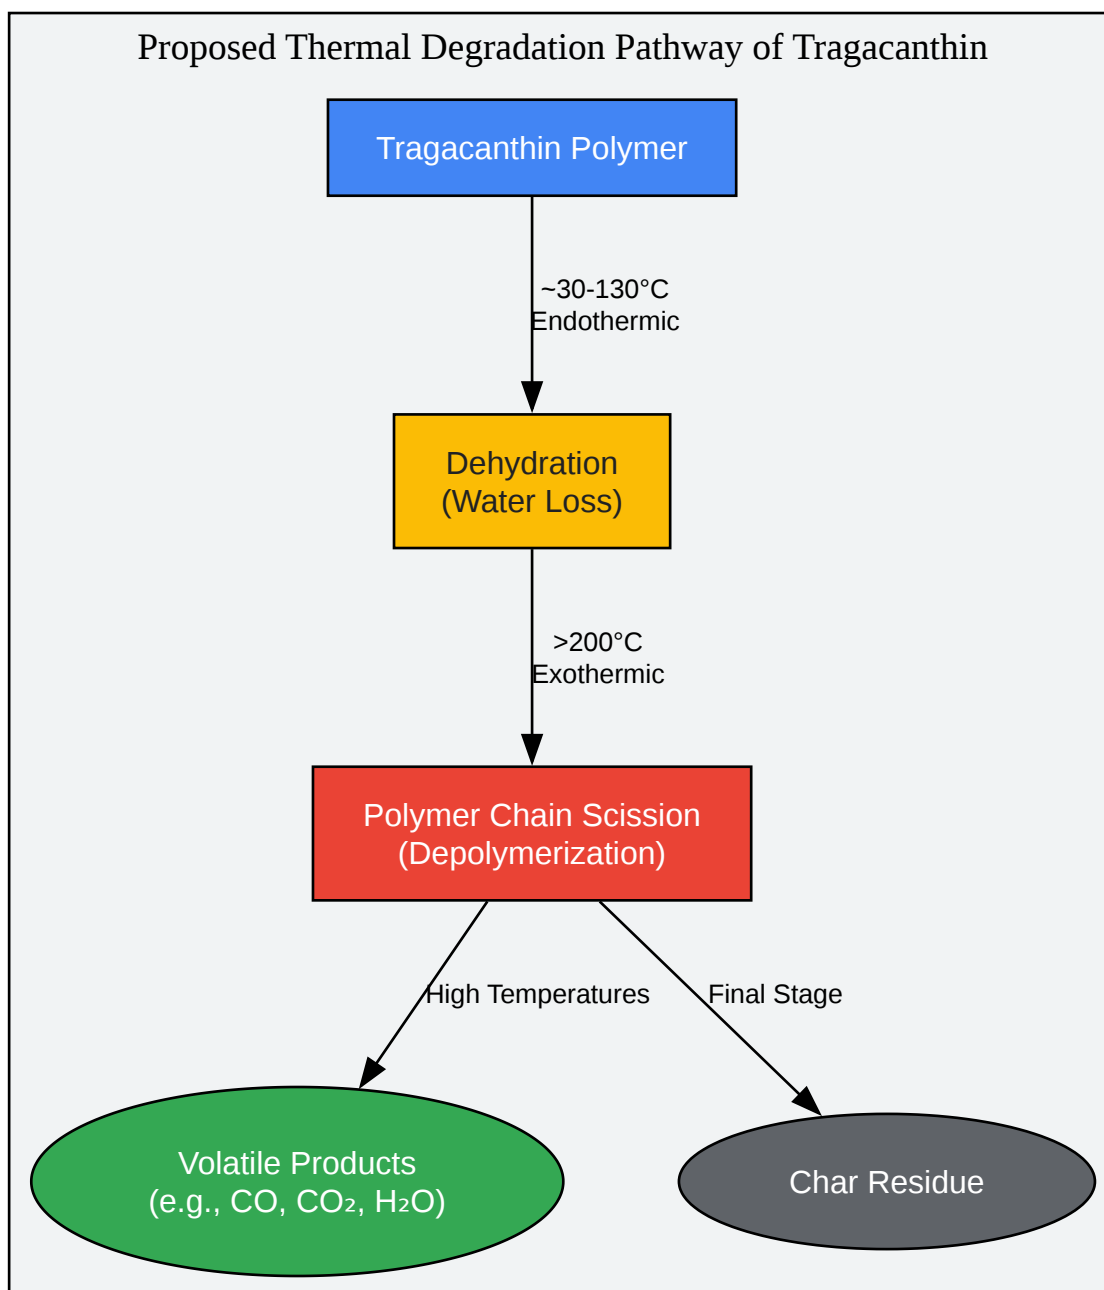 Proposed Thermal Degradation Pathway of Tragacanthin
Tragacanthin Polymer
~30-130°C
Endothermic
Dehydration
(Water Loss)
>200°C
Exothermic
Polymer Chain Scission
(Depolymerization)
High Temperatures
Final Stage
Volatile Products
(e.g., CO, CO₂, H₂O)
Char Residue